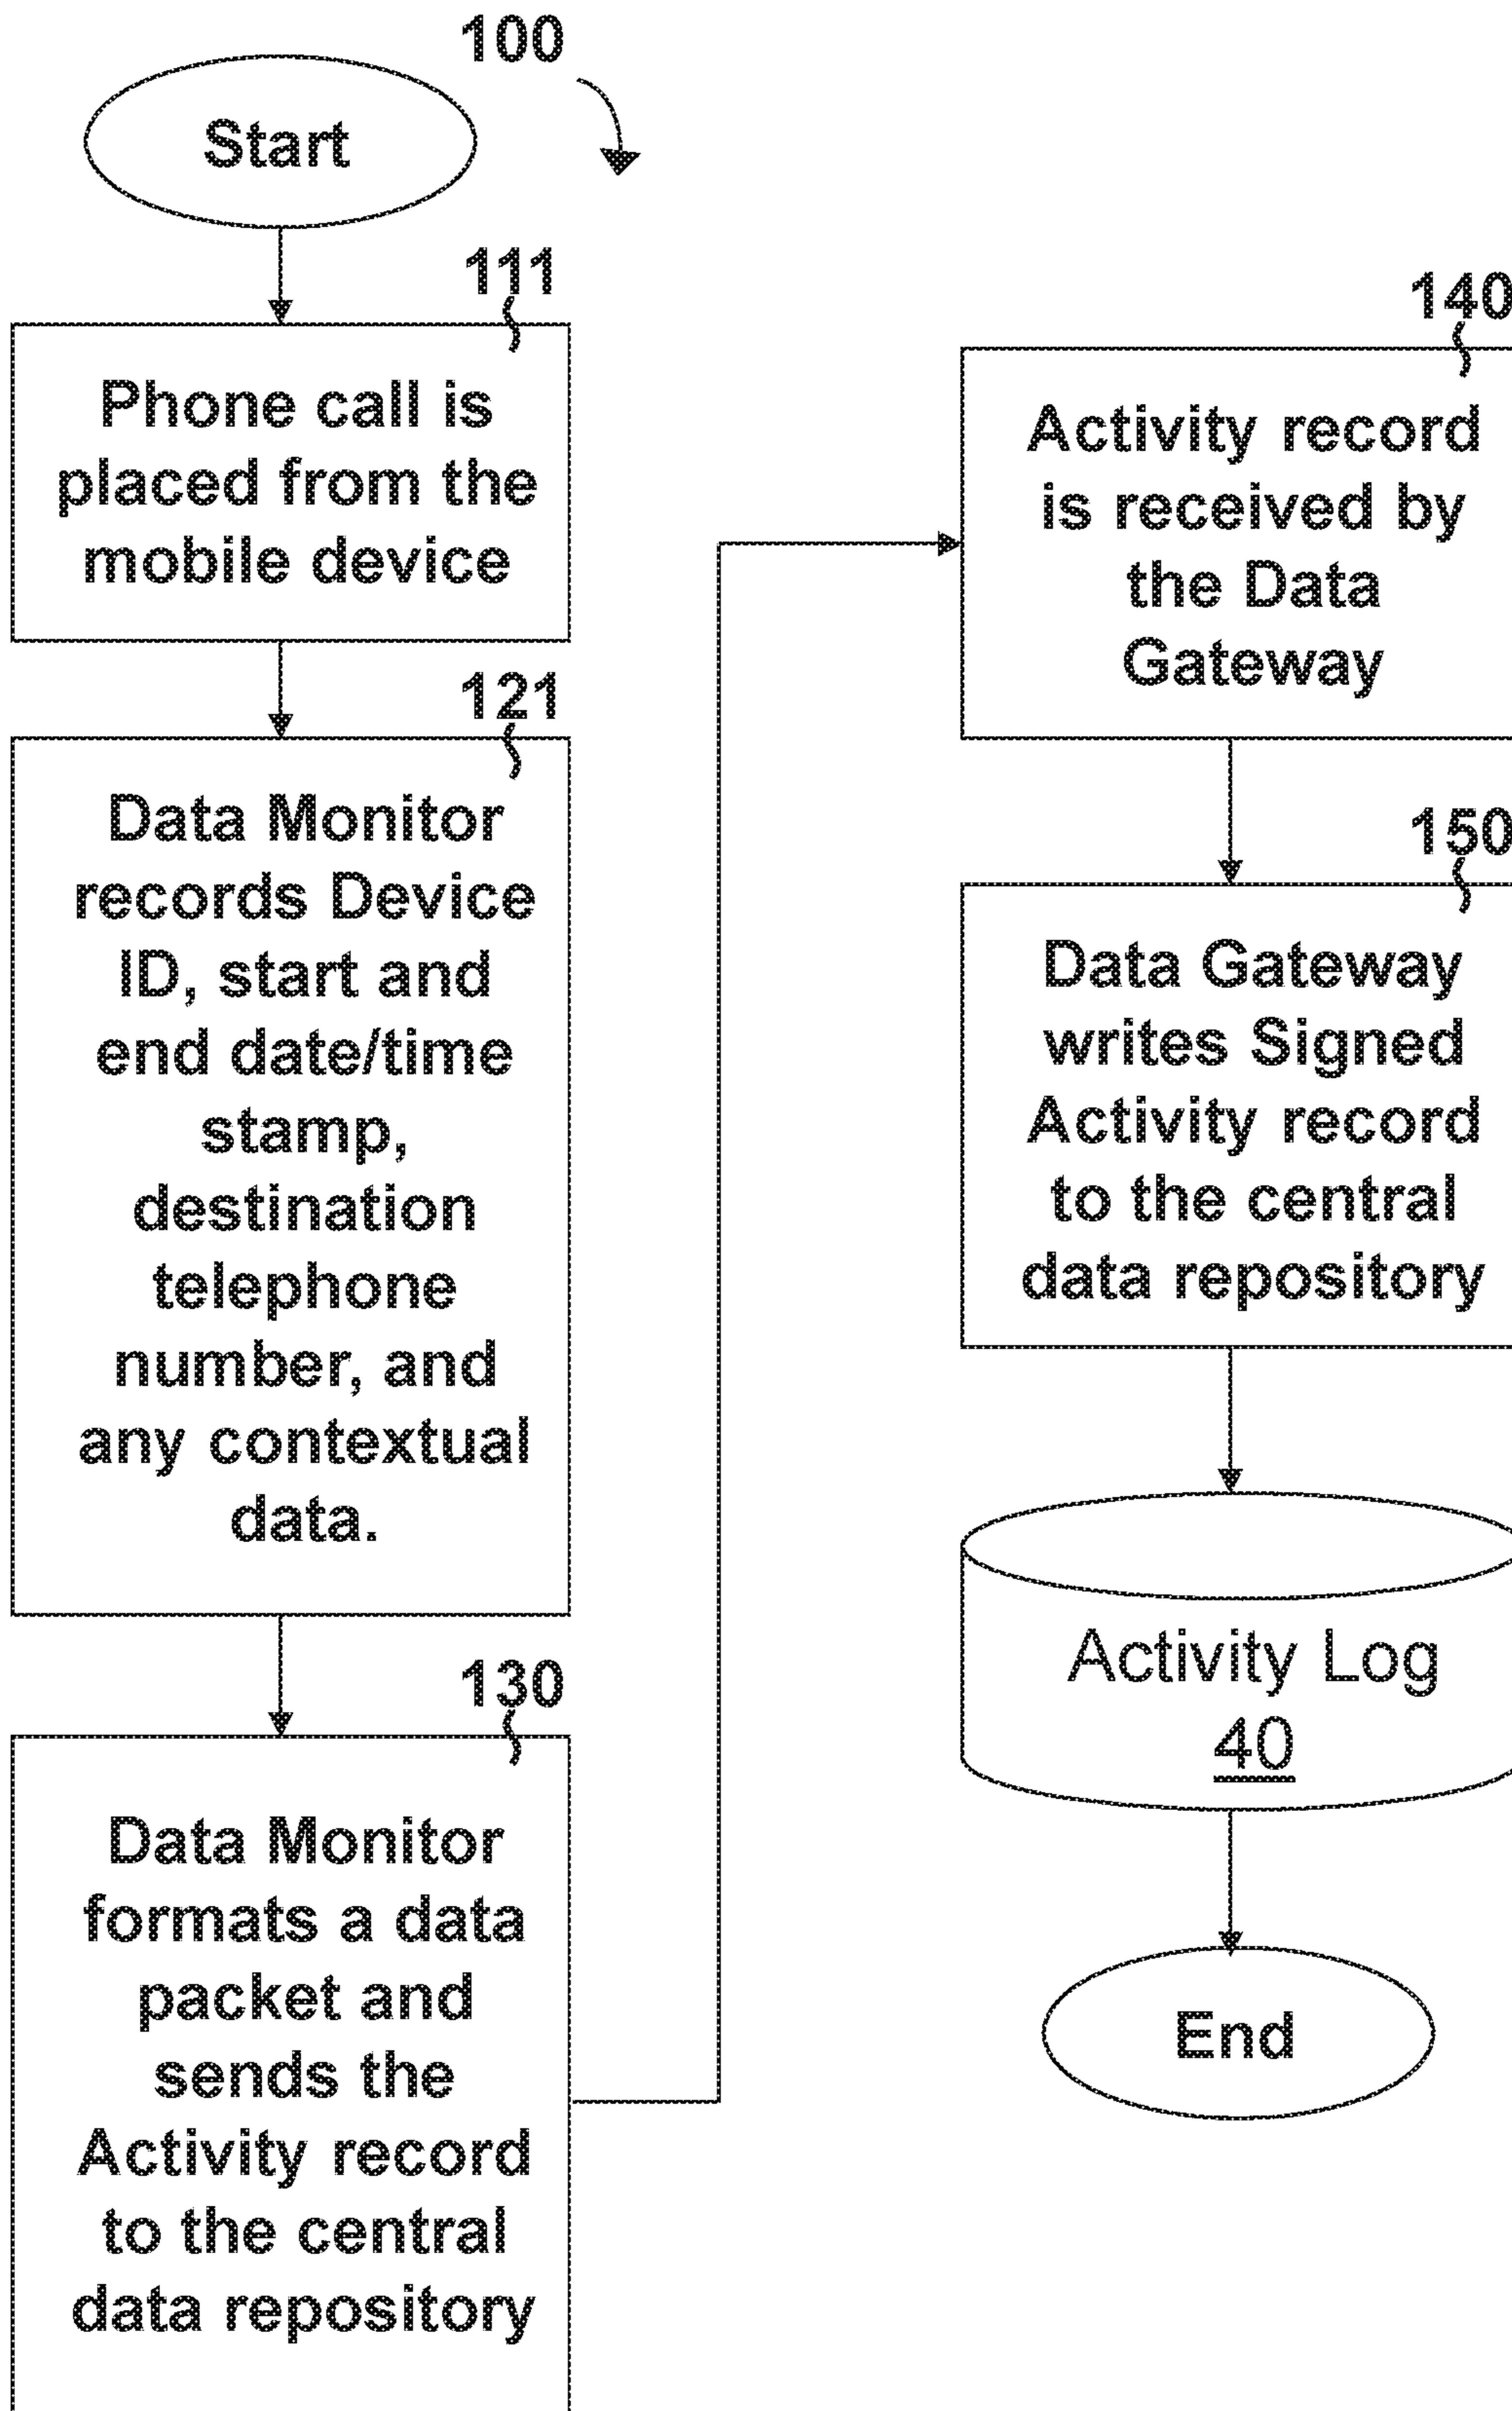 100
Start
111
Phone call is
placed from the
mobile device
121
Data Monitor
records Device
ID, start and
end date/time
stamp,
destination
telephone
number, and
any contextual
data.
130
Data Monitor
formats a data
packet and
sends the
Activity record
to the central
data repository
140
Activity record
is received by
the Data
Gateway
150
Data Gateway
writes Signed
Activity record
to the central
data repository
Activity Log
40
End